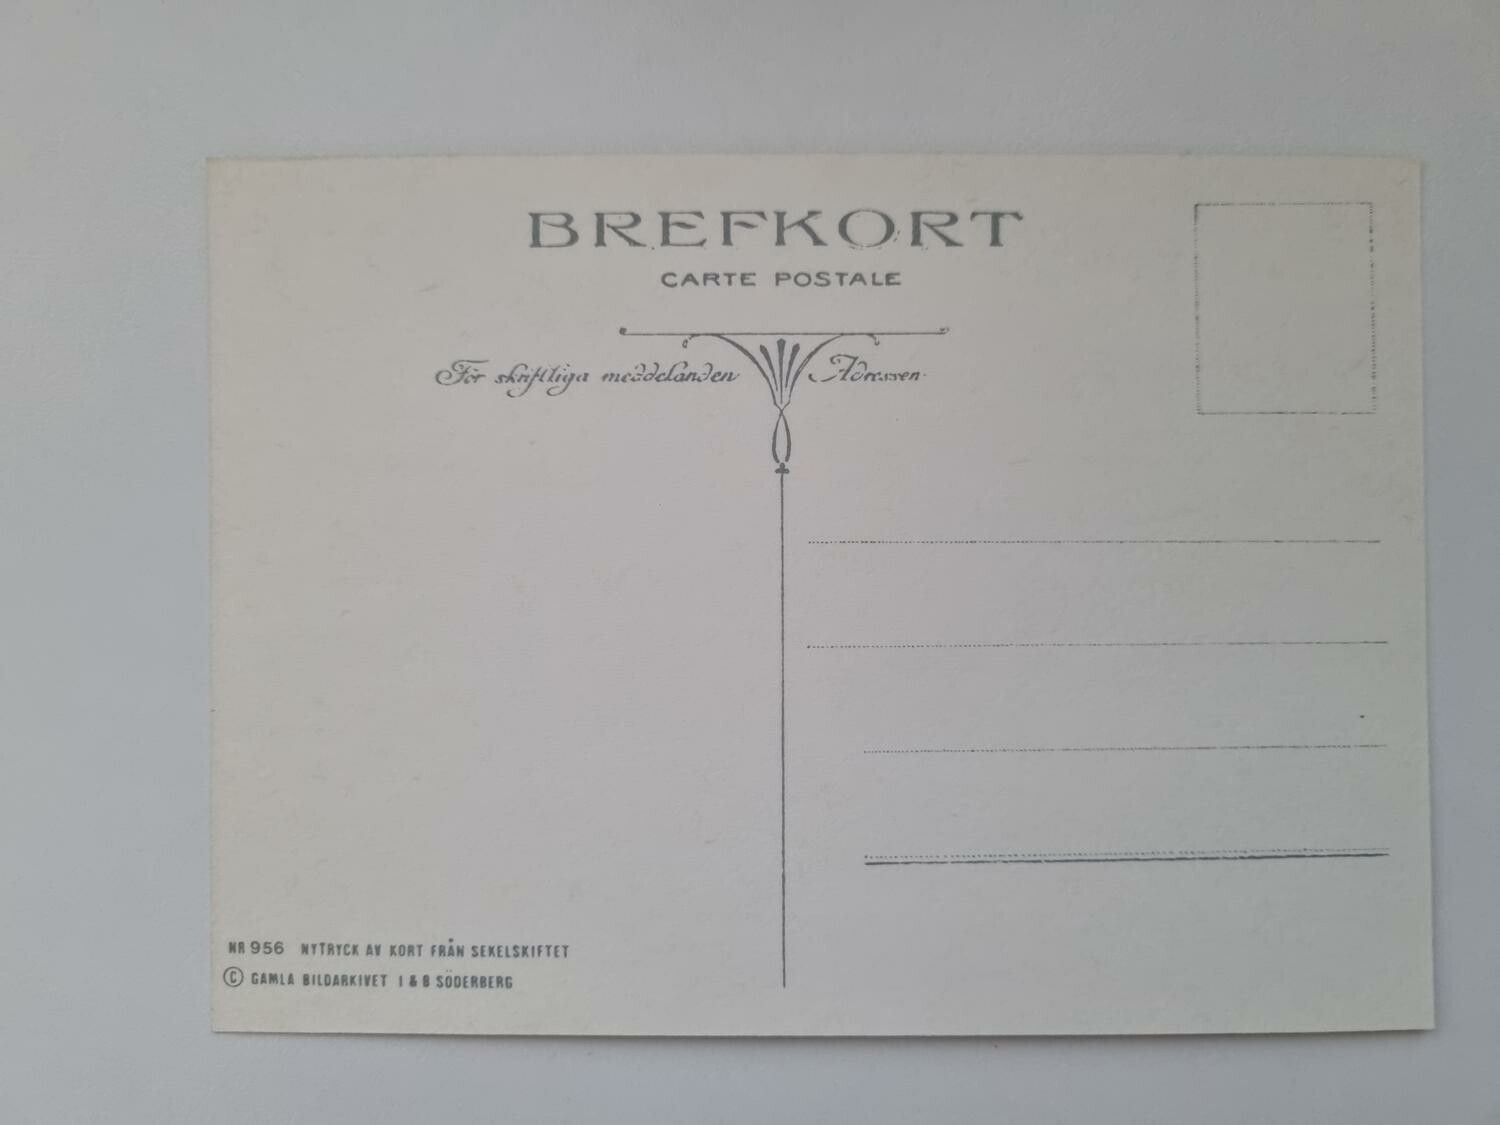 BREFKORT
CARTE POSTALE
För skriftliga meddelanden Adressen.
NR 956 NYTRYCK AV KORT FRÅN SEKELSKIFTET
© GAMLA BILDARKIVET I & B SÖDERBERG